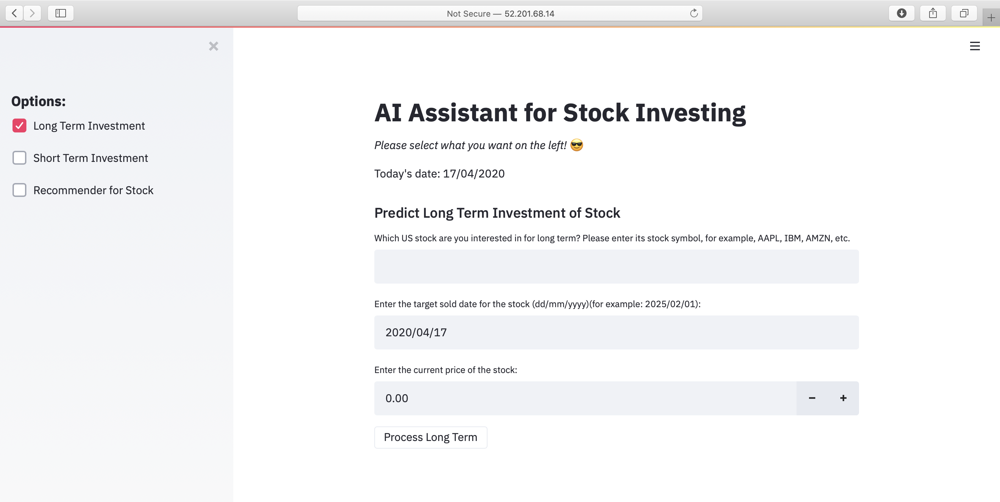 Not Secure — 52.201.68.14
Options:
Long Term Investment
Short Term Investment
Recommender for Stock
AI Assistant for Stock Investing
Please select what you want on the left! 😎
Today's date: 17/04/2020
Predict Long Term Investment of Stock
Which US stock are you interested in for long term? Please enter its stock symbol, for example, AAPL, IBM, AMZN, etc.
Enter the target sold date for the stock (dd/mm/yyyy)(for example: 2025/02/01):
2020/04/17
Enter the current price of the stock:
0.00
Process Long Term